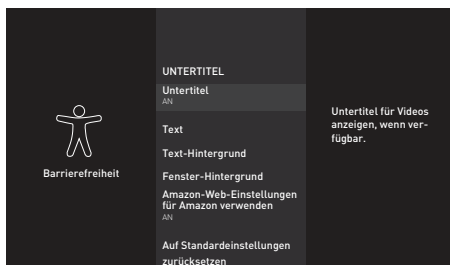 Barrierefreiheit
UNTERTITEL
Untertitel
AN
Text
Text-Hintergrund
Fenster-Hintergrund
Amazon-Web-Einstellungen
für Amazon verwenden
AN
Auf Standardeinstellungen
zurücksetzen
Untertitel für Videos
anzeigen, wenn ver-
fügbar.